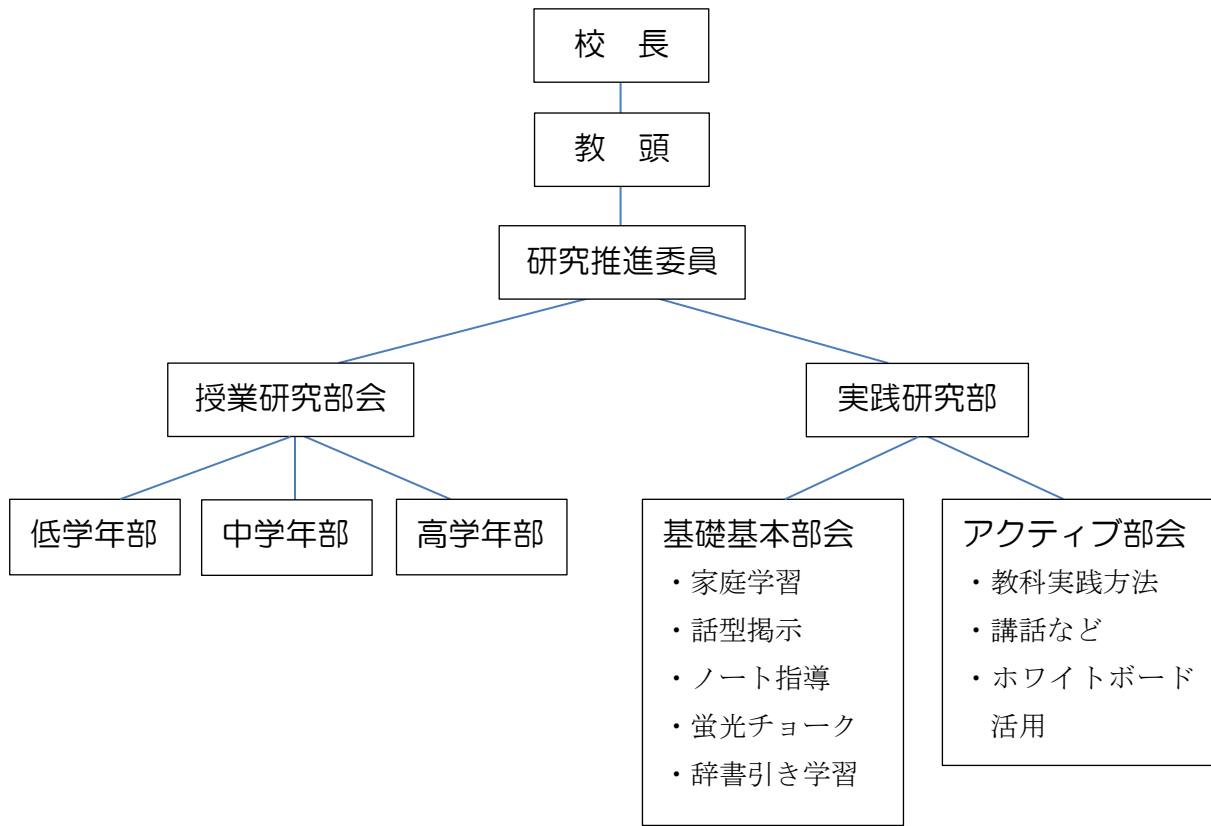 校　長
教　頭
研究推進委員
授業研究部会
実践研究部
低学年部
中学年部
高学年部
基礎基本部会
・家庭学習
・話型掲示
・ノート指導
・蛍光チョーク
・辞書引き学習
アクティブ部会
・教科実践方法
・講話など
・ホワイトボード
活用